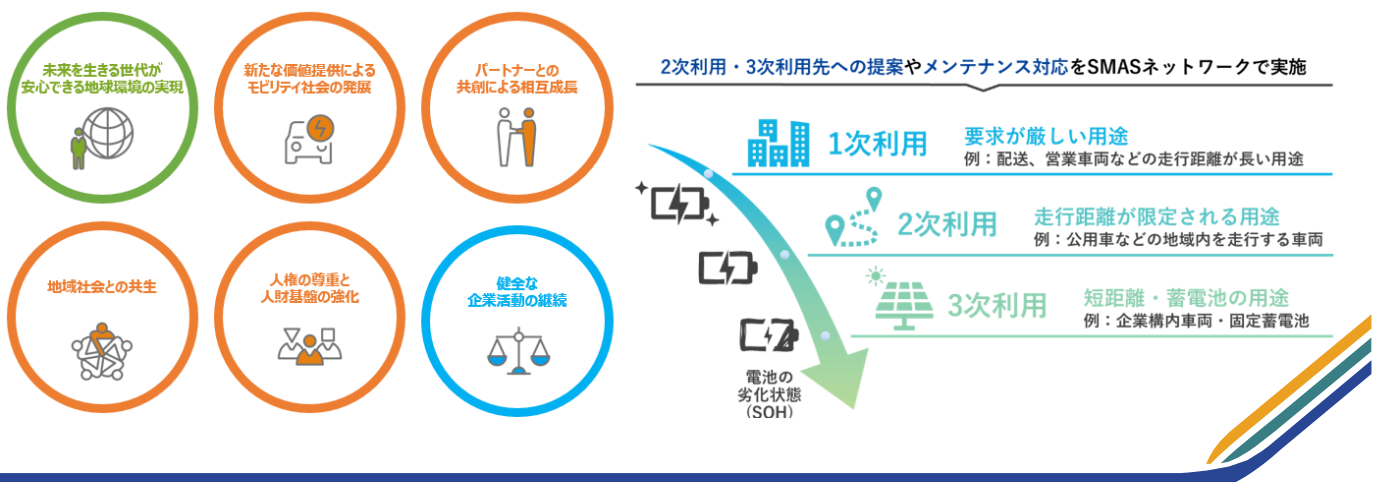 未来を生きる世代が
安心できる地球環境の実現
新たな価値提供による
モビリティ社会の発展
パートナーとの
共創による相互成長
地域社会との共生
人権の尊重と
人財基盤の強化
健全な
企業活動の継続
2次利用・3次利用先への提案やメンテナンス対応をSMASネットワークで実施
1次利用
要求が厳しい用途
例：配送、営業車両などの走行距離が長い用途
2次利用
走行距離が限定される用途
例：公用車などの地域内を走行する車両
3次利用
短距離・蓄電池の用途
例：企業構内車両・固定蓄電池
電池の
劣化状態
(SOH)